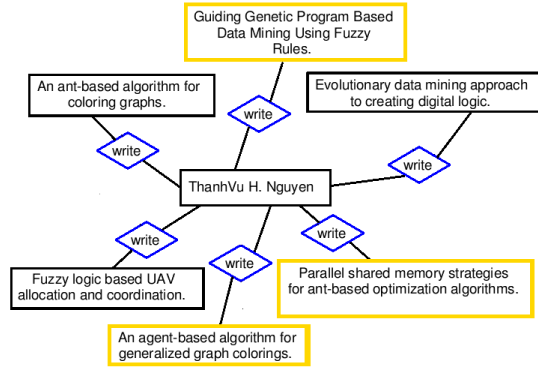 Guiding Genetic Program Based
Data Mining Using Fuzzy
Rules.
An ant-based algorithm for
coloring graphs.
Evolutionary data mining approach
to creating digital logic.
write
write
write
ThanhVu H. Nguyen
write
write
write
Fuzzy logic based UAV
allocation and coordination.
Parallel shared memory strategies
for ant-based optimization algorithms.
An agent-based algorithm for
generalized graph colorings.